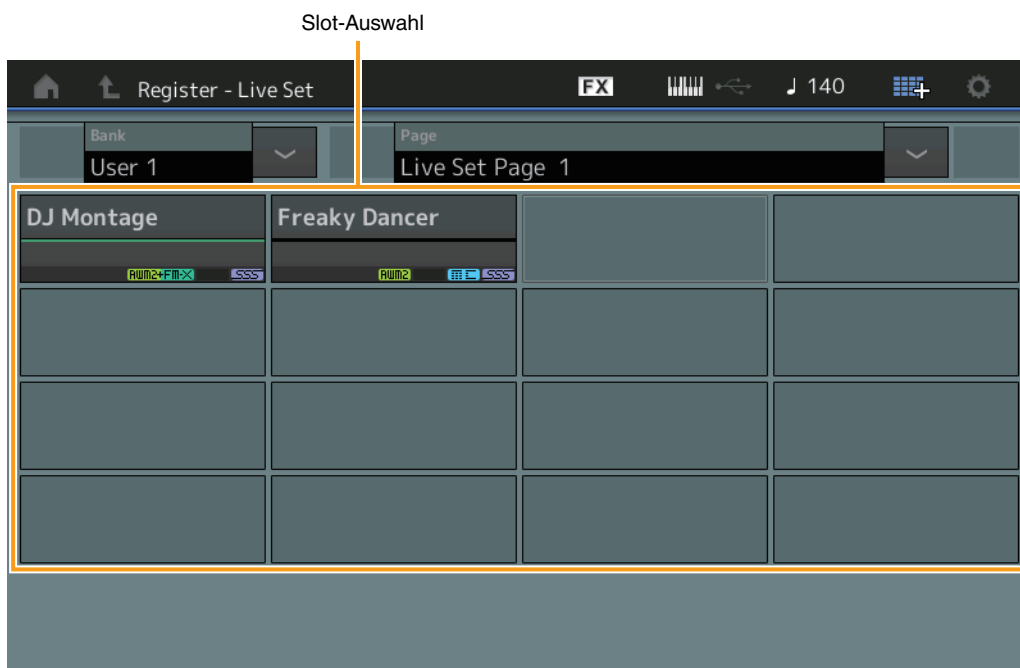 Slot-Auswahl
Register - Live Set
FX
140
Bank
User 1
Page
Live Set Page 1
DJ Montage
AWM2+FM-X
SSS
Freaky Dancer
AWM2
SSS